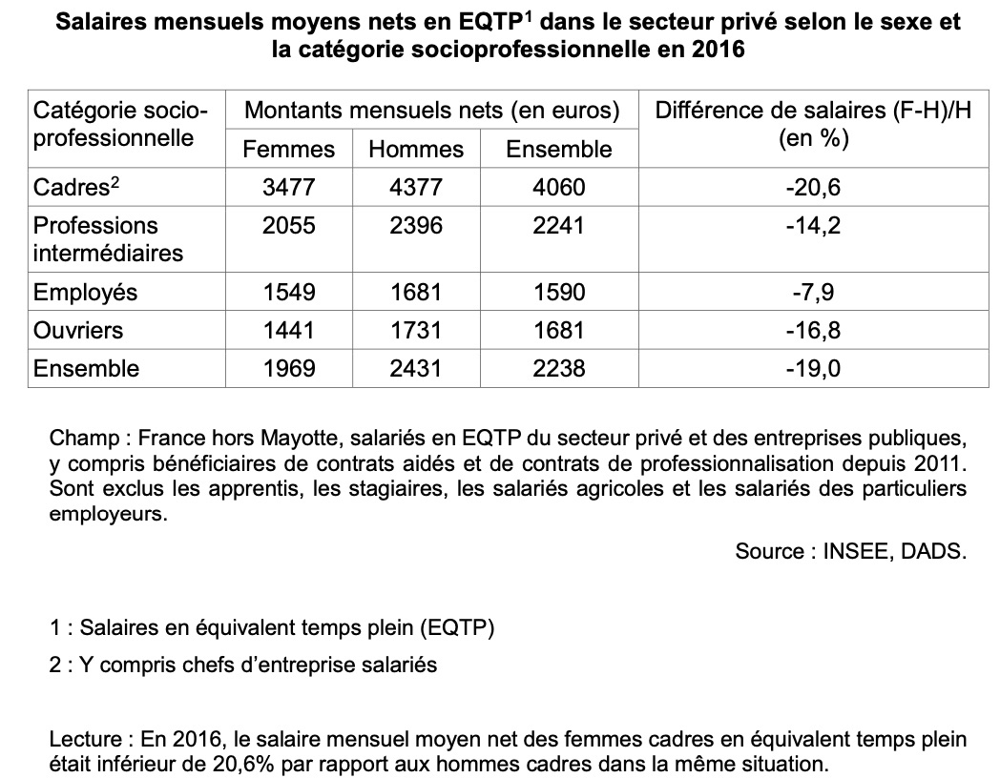 Salaires mensuels moyens nets en EQTP¹ dans le secteur privé selon le sexe et
la catégorie socioprofessionnelle en 2016
Catégorie socio-
professionnelle
Montants mensuels nets (en euros)
Différence de salaires (F-H)/H
(en %)
Femmes Hommes Ensemble
Cadres² 3477 4377 4060 -20,6
Professions
intermédiaires
2055 2396 2241 -14,2
Employés 1549 1681 1590 -7,9
Ouvriers 1441 1731 1681 -16,8
Ensemble 1969 2431 2238 -19,0
Champ : France hors Mayotte, salariés en EQTP du secteur privé et des entreprises publiques,
y compris bénéficiaires de contrats aidés et de contrats de professionnalisation depuis 2011.
Sont exclus les apprentis, les stagiaires, les salariés agricoles et les salariés des particuliers
employeurs.
Source : INSEE, DADS.
1 : Salaires en équivalent temps plein (EQTP)
2 : Y compris chefs d’entreprise salariés
Lecture : En 2016, le salaire mensuel moyen net des femmes cadres en équivalent temps plein
était inférieur de 20,6% par rapport aux hommes cadres dans la même situation.